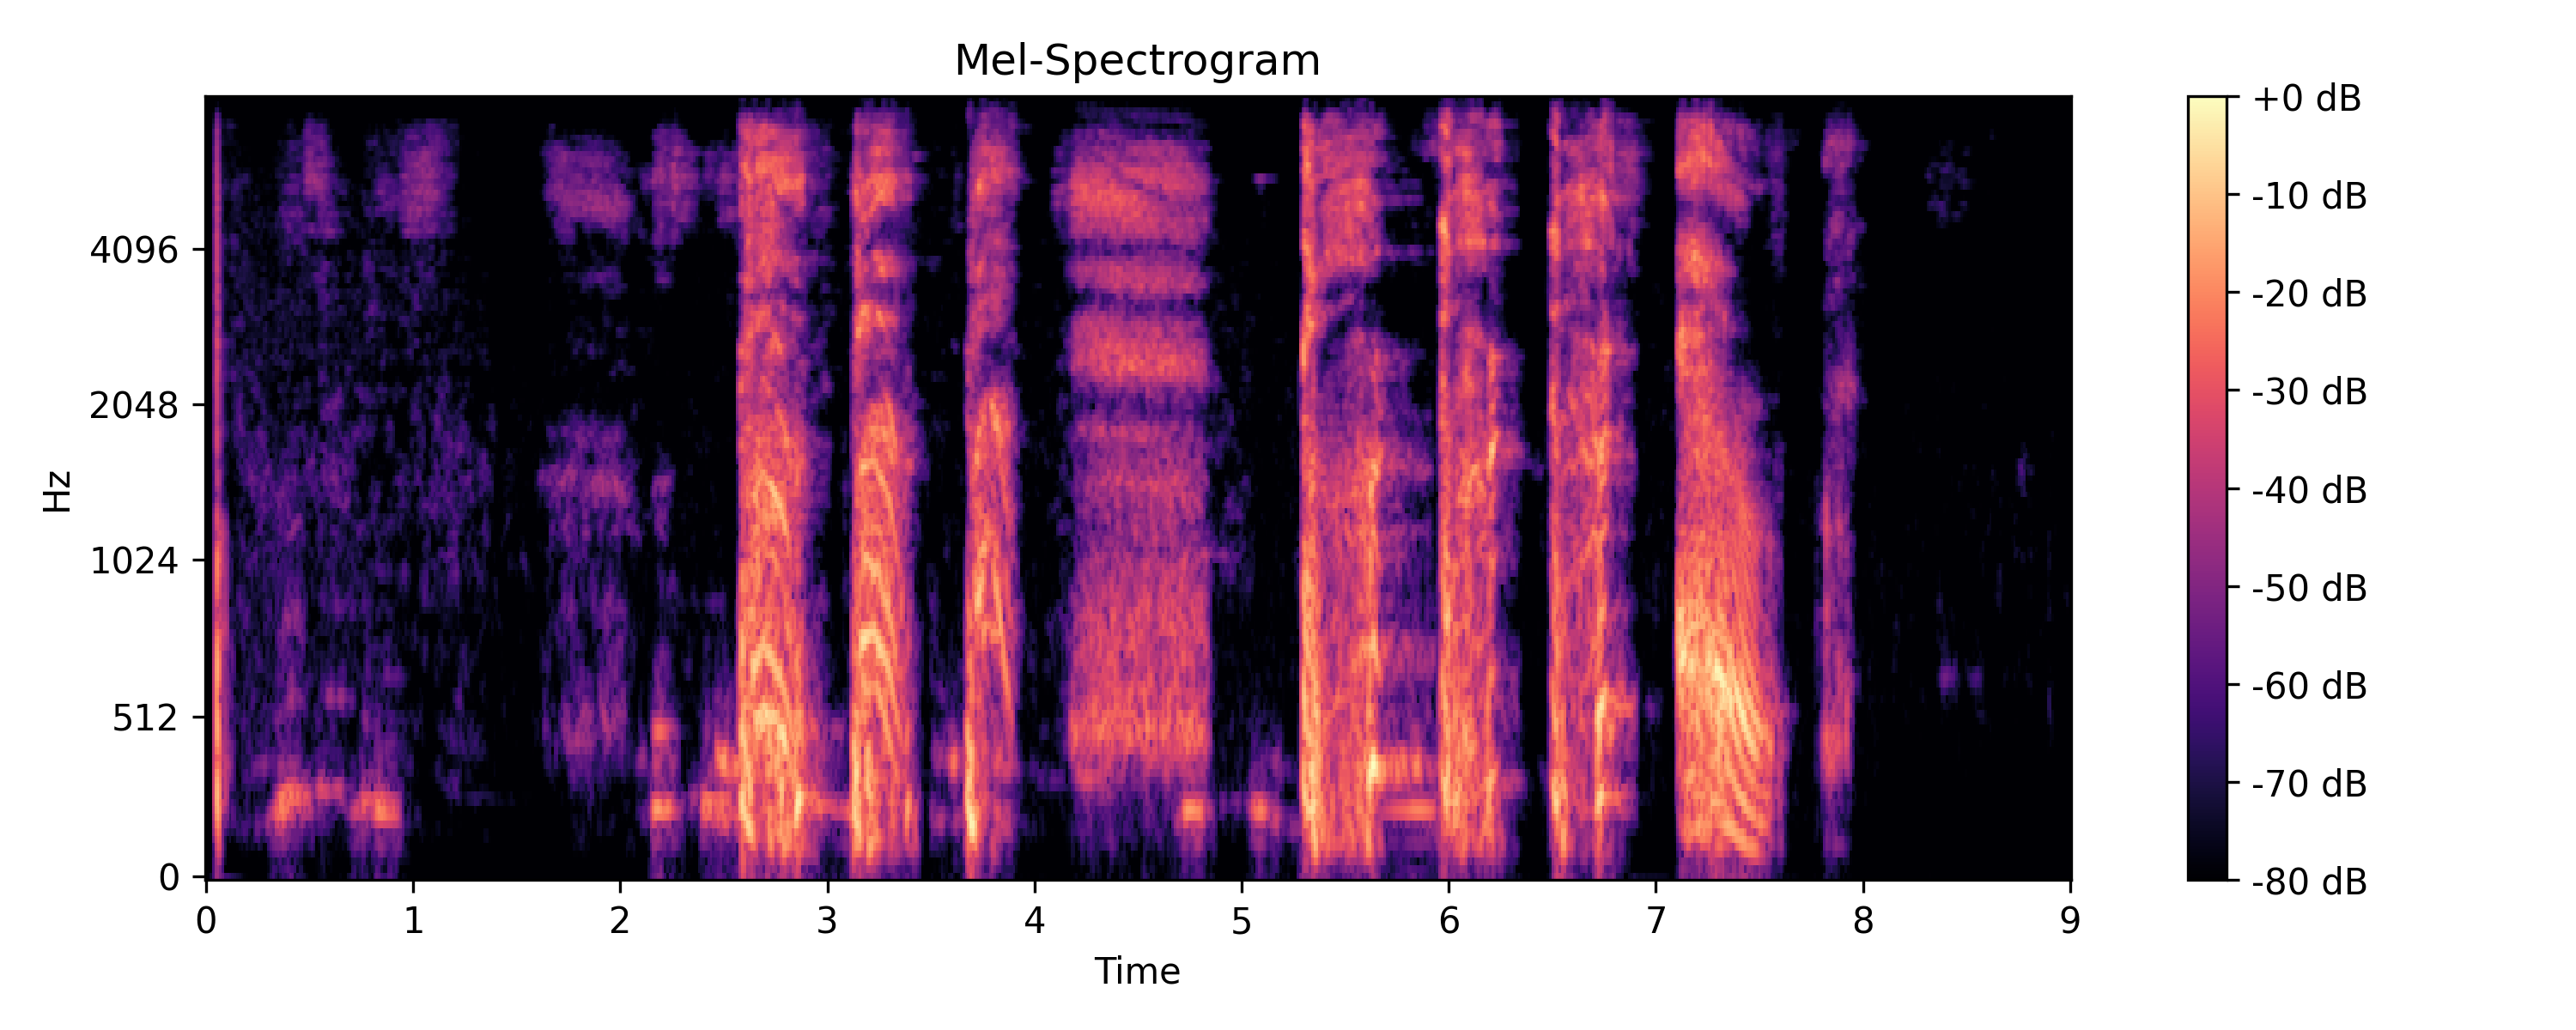 Mel-Spectrogram
+0 dB
-10 dB
-20 dB
-30 dB
-40 dB
-50 dB
-60 dB
-70 dB
-80 dB
Hz
4096
2048
1024
512
0
0 1 2 3 4 5 6 7 8 9
Time